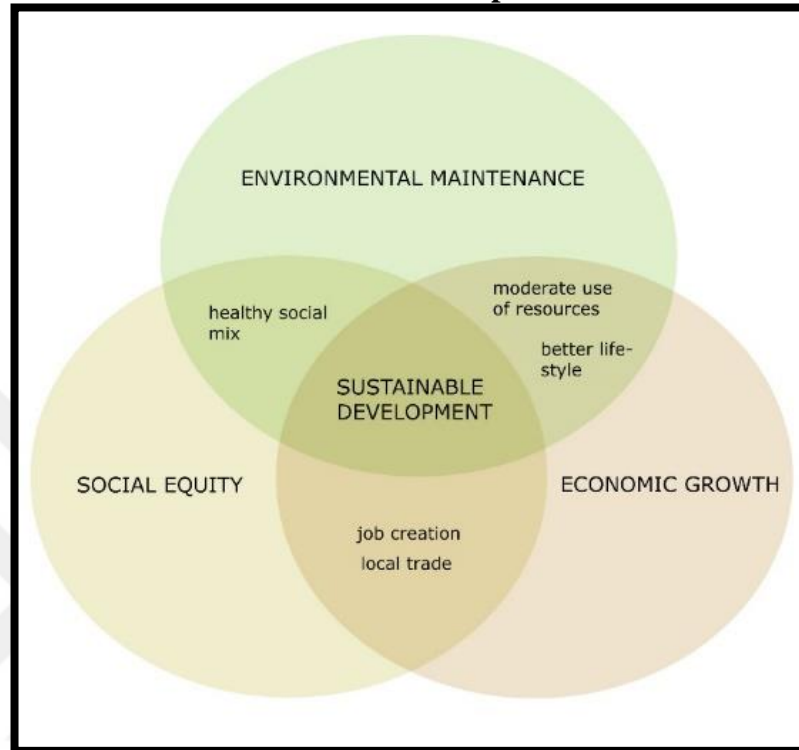 ENVIRONMENTAL MAINTENANCE
healthy social
mix
moderate use
of resources
better life-
style
SUSTAINABLE
DEVELOPMENT
SOCIAL EQUITY
ECONOMIC GROWTH
job creation
local trade